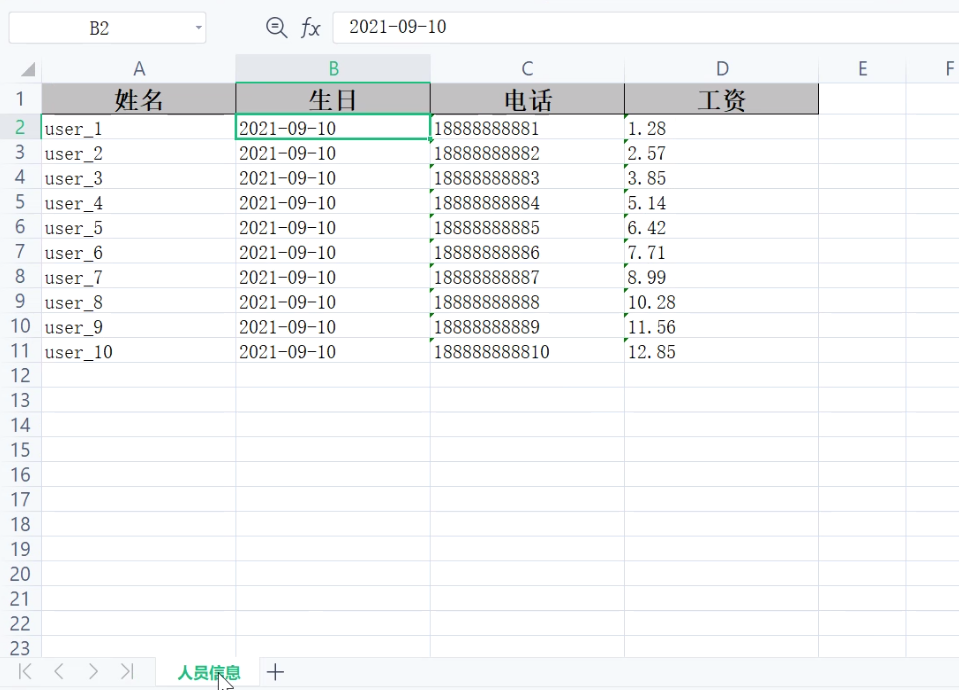 B2 fx 2021-09-10
A B C D E F
1 姓名 生日 电话 工资
2 user_1 2021-09-10 18888888881 1.28
3 user_2 2021-09-10 18888888882 2.57
4 user_3 2021-09-10 18888888883 3.85
5 user_4 2021-09-10 18888888884 5.14
6 user_5 2021-09-10 18888888885 6.42
7 user_6 2021-09-10 18888888886 7.71
8 user_7 2021-09-10 18888888887 8.99
9 user_8 2021-09-10 18888888888 10.28
10 user_9 2021-09-10 18888888889 11.56
11 user_10 2021-09-10 188888888810 12.85
12
13
14
15
16
17
18
19
20
21
22
23
人员信息